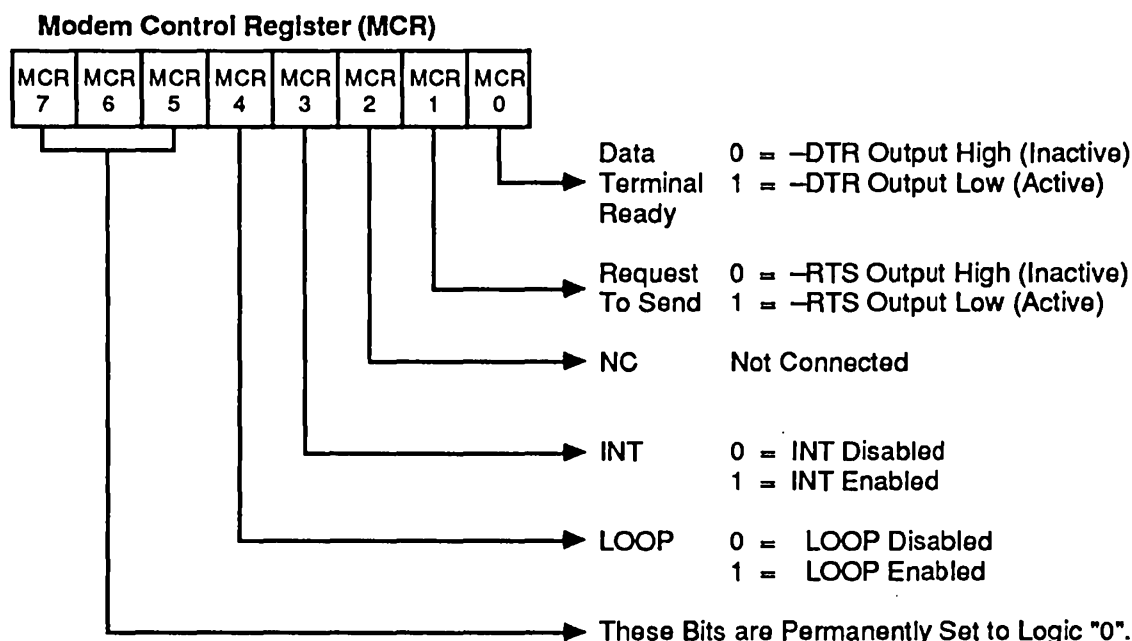 Modem Control Register (MCR)
MCR 7 MCR 6 MCR 5 MCR 4 MCR 3 MCR 2 MCR 1 MCR 0
Data Terminal Ready
0 = –DTR Output High (Inactive)
1 = –DTR Output Low (Active)
Request To Send
0 = –RTS Output High (Inactive)
1 = –RTS Output Low (Active)
NC Not Connected
INT 0 = INT Disabled
1 = INT Enabled
LOOP 0 = LOOP Disabled
1 = LOOP Enabled
These Bits are Permanently Set to Logic "0".